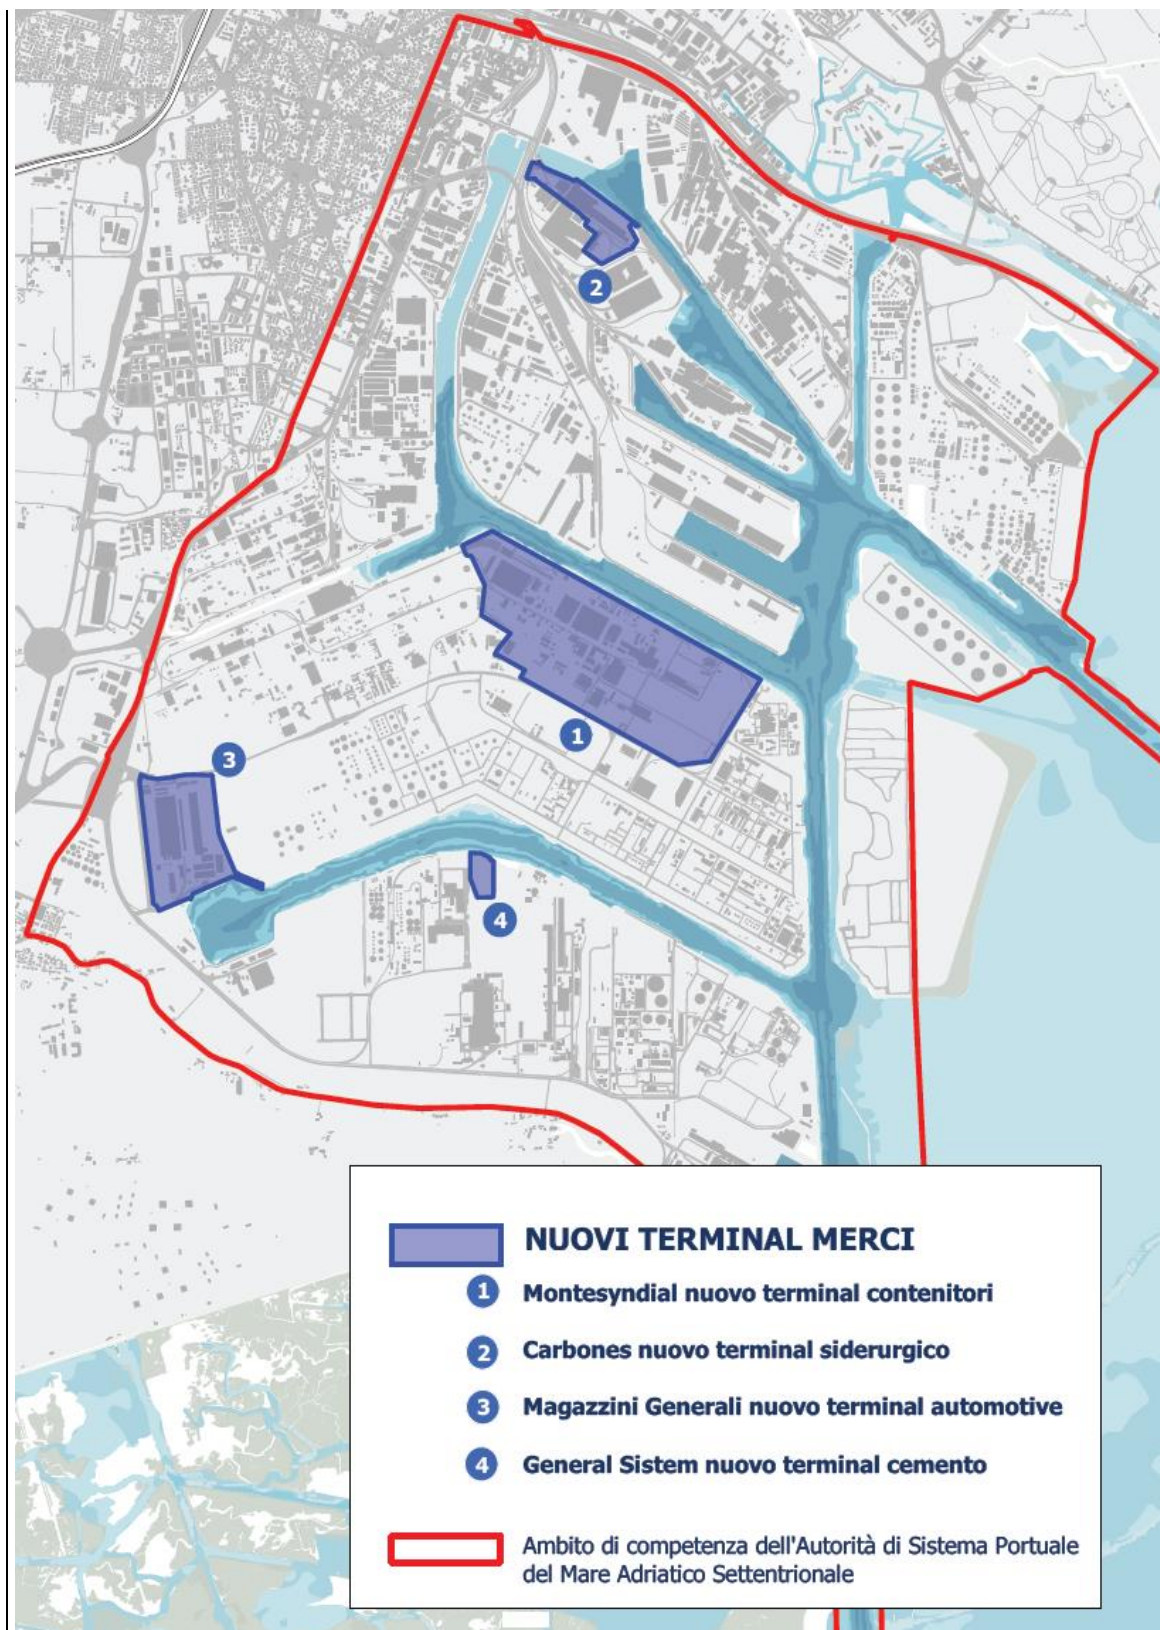 2
1
3
4
NUOVI TERMINAL MERCI
1 Montesyndial nuovo terminal contenitori
2 Carbones nuovo terminal siderurgico
3 Magazzini Generali nuovo terminal automotive
4 General Sistem nuovo terminal cemento
Ambito di competenza dell'Autorità di Sistema Portuale
del Mare Adriatico Settentrionale